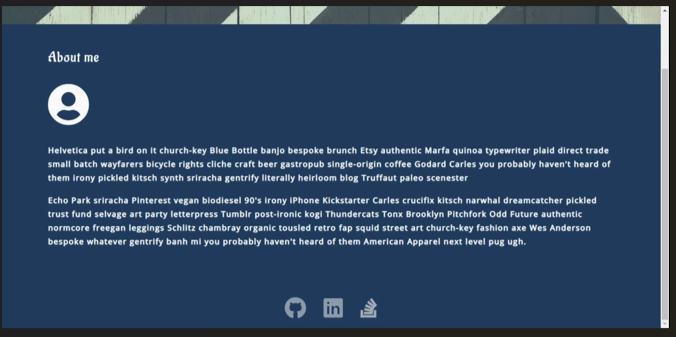 About me
Helvetica put a bird on it church-key Blue Bottle banjo bespoke brunch Etsy authentic Marfa quinoa typewriter plaid direct trade
small batch wayfarers bicycle rights cliche craft beer gastropub single-origin coffee Godard Carles you probably haven't heard of
them irony pickled kitsch synth sriracha gentrify literally heirloom blog Truffaut paleo scenester
Echo Park sriracha Pinterest vegan biodiesel 90's irony iPhone Kickstarter Carles crucifix kitsch narwhal dreamcatcher pickled
trust fund selvage art party letterpress Tumblr post-ironic kogi Thundercats Tonx Brooklyn Pitchfork Odd Future authentic
normcore freegan leggings Schlitz chambray organic tousled retro fap squid street art church-key fashion axe Wes Anderson
bespoke whatever gentrify banh mi you probably haven't heard of them American Apparel next level pug ugh.
in